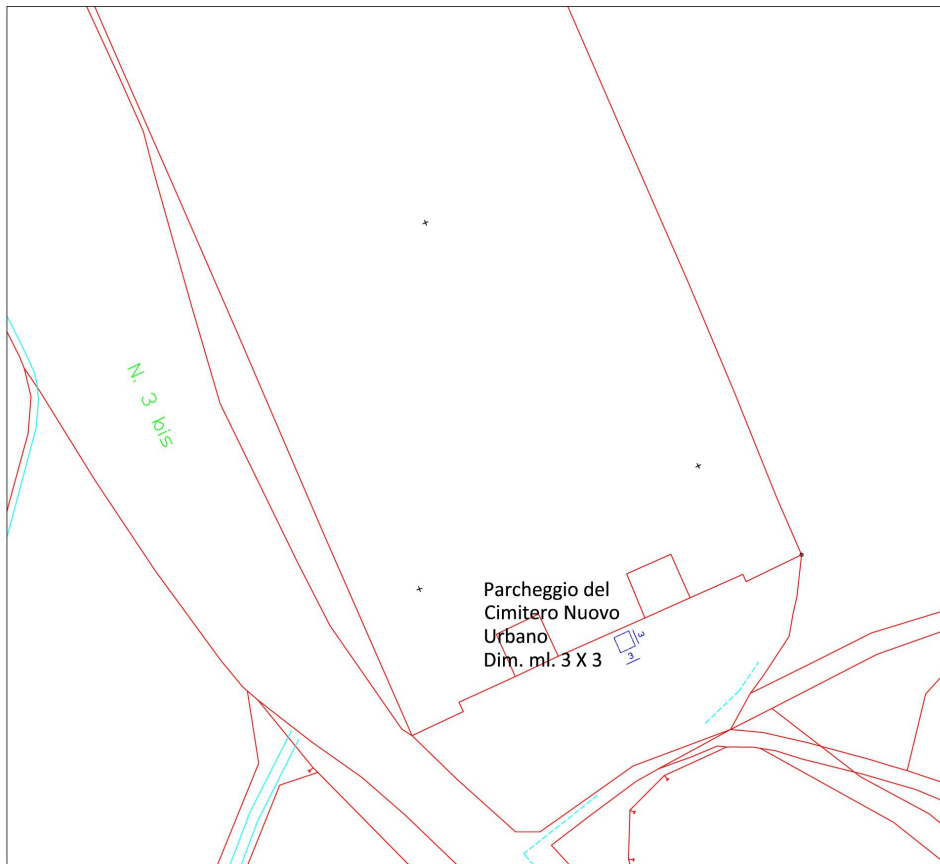 N. 3 bis
Parcheggio del
Cimitero Nuovo
Urbano
Dim. ml. 3 X 3
3
3